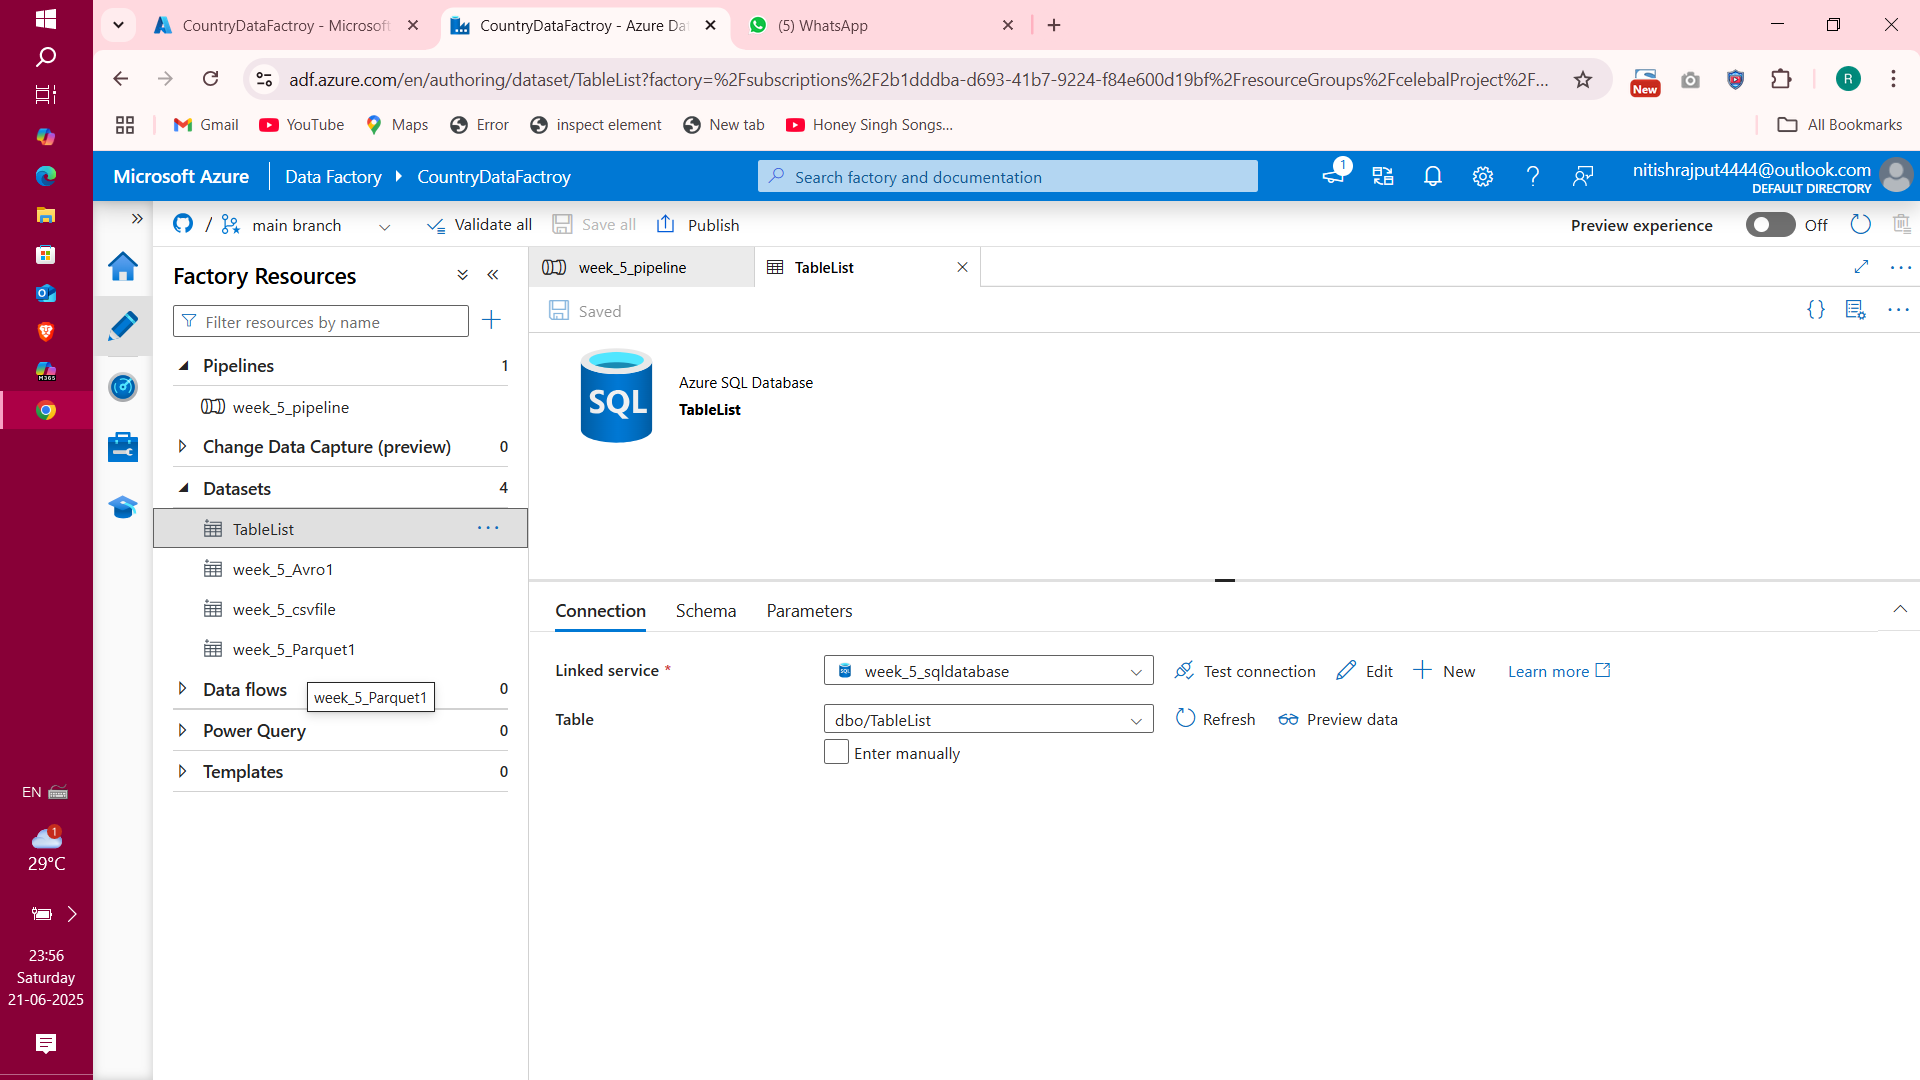 CountryDataFactroy - Microsoft
CountryDataFactroy - Azure Da
(5) WhatsApp
adf.azure.com/en/authoring/dataset/TableList?factory=%2Fsubscriptions%2F2b1dddba-d693-41b7-9224-f84e600d19bf%2FresourceGroups%2FcelebalProject%2F...
New
R
Gmail
YouTube
Maps
Error
inspect element
New tab
Honey Singh Songs...
All Bookmarks
Microsoft Azure
Data Factory
CountryDataFactroy
Search factory and documentation
1
nitishrajput4444@outlook.com
DEFAULT DIRECTORY
/ main branch
Validate all
Save all
Publish
Preview experience
Off
Factory Resources
Filter resources by name
Pipelines 1
week_5_pipeline
Change Data Capture (preview) 0
Datasets 4
TableList
week_5_Avro1
week_5_csvfile
week_5_Parquet1
Data flows 0
week_5_Parquet1
Power Query 0
Templates 0
week_5_pipeline
TableList
Saved
SQL
Azure SQL Database
TableList
Connection
Schema
Parameters
Linked service *
SQL
week_5_sqldatabase
Test connection
Edit
New
Learn more
Table
dbo/TableList
Refresh
Preview data
Enter manually
M365
EN
1
29°C
23:56
Saturday
21-06-2025